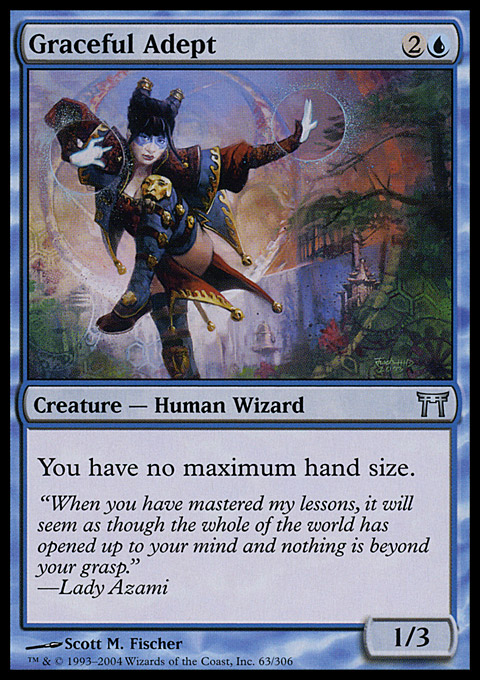 Graceful Adept 2
Creature — Human Wizard
You have no maximum hand size.
“When you have mastered my lessons, it will
seem as though the whole of the world has
opened up to your mind and nothing is beyond
your grasp.”
—Lady Azami
1/3
Scott M. Fischer
™ & © 1993–2004 Wizards of the Coast, Inc. 63/306